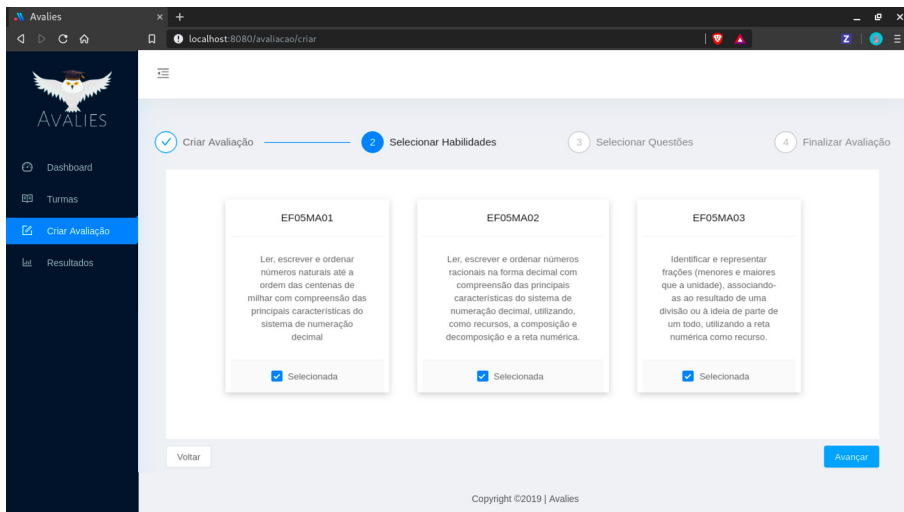 Avalies
localhost:8080/avaliacao/criar
Z
AVALIES
Dashboard
Turmas
Criar Avaliação
Resultados
Criar Avaliação
2 Selecionar Habilidades
3 Selecionar Questões
4 Finalizar Avaliação
EF05MA01
Ler, escrever e ordenar
números naturais até a
ordem das centenas de
milhar com compreensão das
principais características do
sistema de numeração
decimal
Selecionada
EF05MA02
Ler, escrever e ordenar números
racionais na forma decimal com
compreensão das principais
características do sistema de
numeração decimal, utilizando,
como recursos, a composição e
decomposição e a reta numérica.
Selecionada
EF05MA03
Identificar e representar
frações (menores e maiores
que a unidade), associando-
as ao resultado de uma
divisão ou à ideia de parte de
um todo, utilizando a reta
numérica como recurso.
Selecionada
Voltar
Avançar
Copyright ©2019 | Avalies